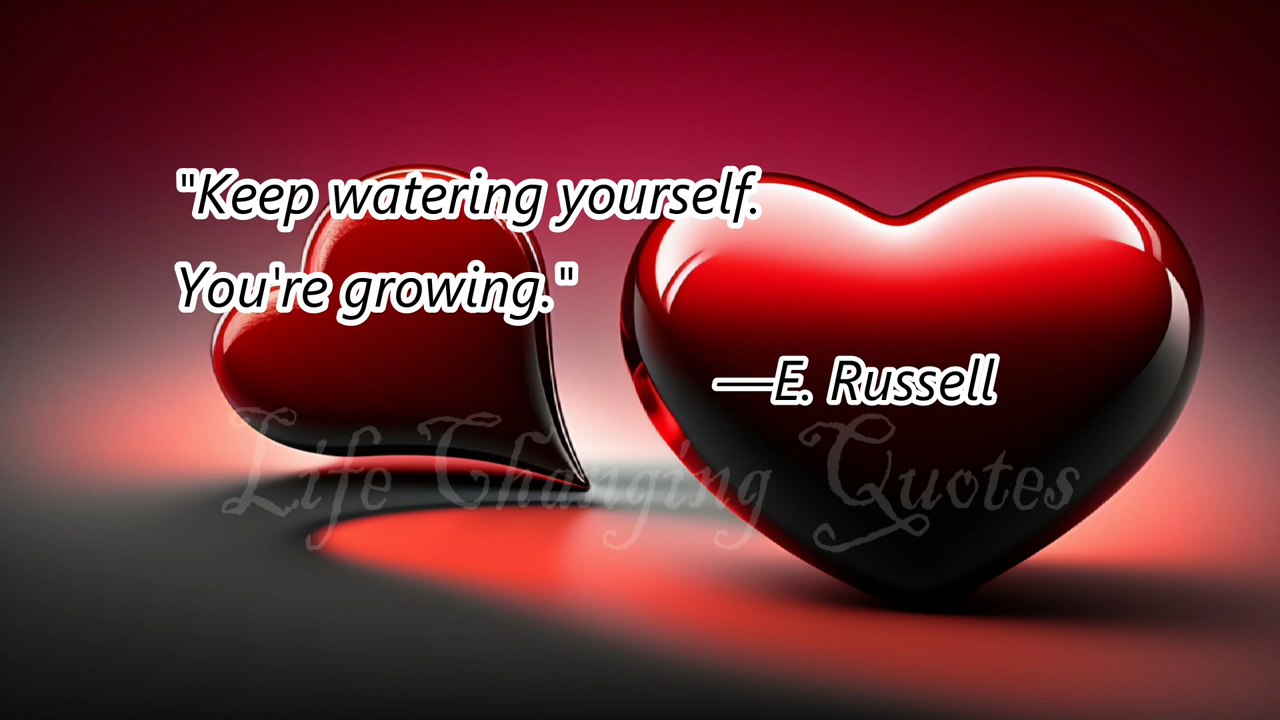 "Keep watering yourself.
You're growing."
—E. Russell
Life Changing Quotes